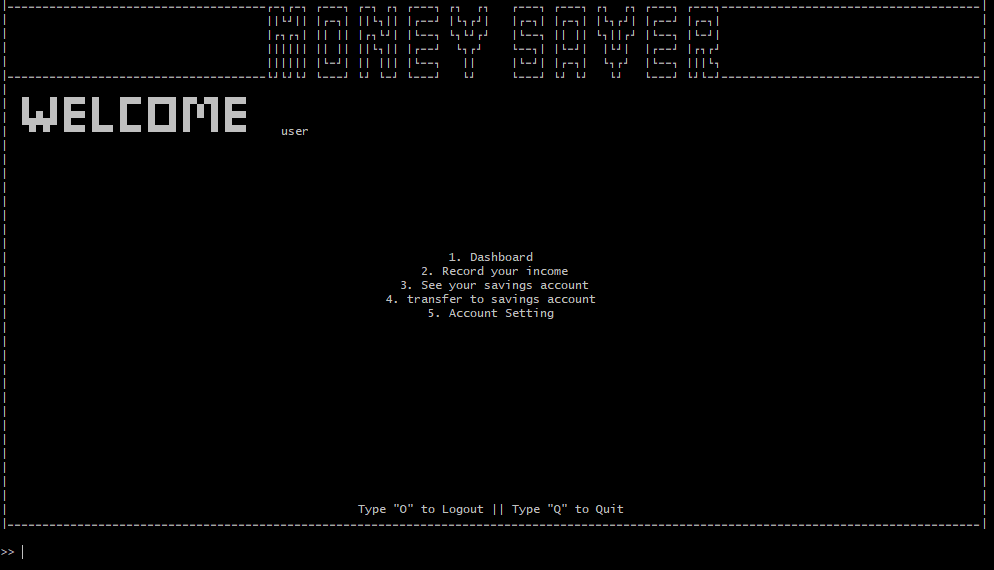 MONEY SAVER
WELCOME user
1. Dashboard
2. Record your income
3. See your savings account
4. transfer to savings account
5. Account Setting
Type "O" to Logout || Type "Q" to Quit
>>